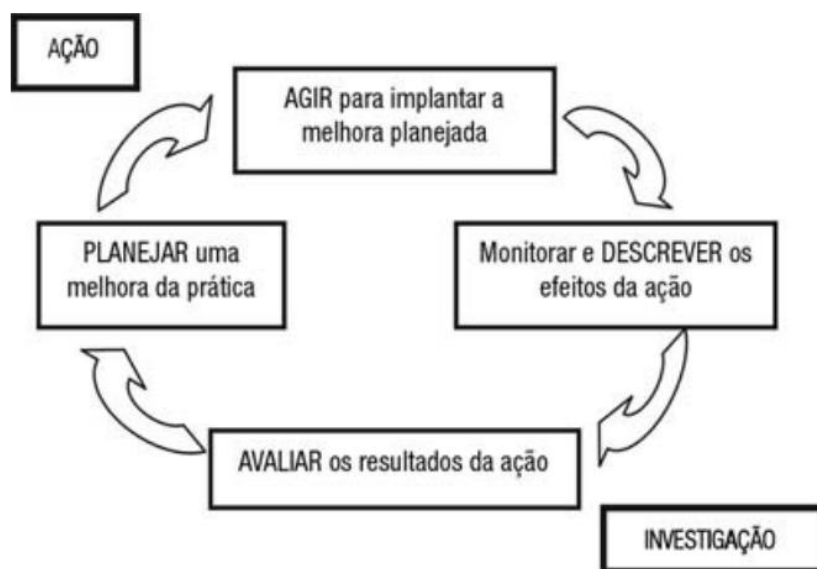 AÇÃO
AGIR para implantar a
melhora planejada
PLANEJAR uma
melhora da prática
Monitorar e DESCREVER os
efeitos da ação
AVALIAR os resultados da ação
INVESTIGAÇÃO